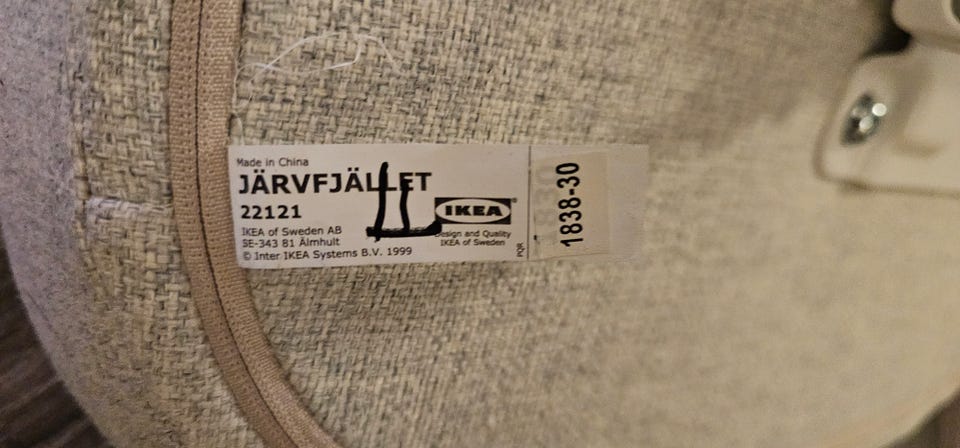 Made in China
JÄRVFJÄLLET
22121
IKEA of Sweden AB
SE-343 81 Älmhult
© Inter IKEA Systems B.V. 1999
IKEA
Design and Quality
IKEA of Sweden
PQR
1838-30